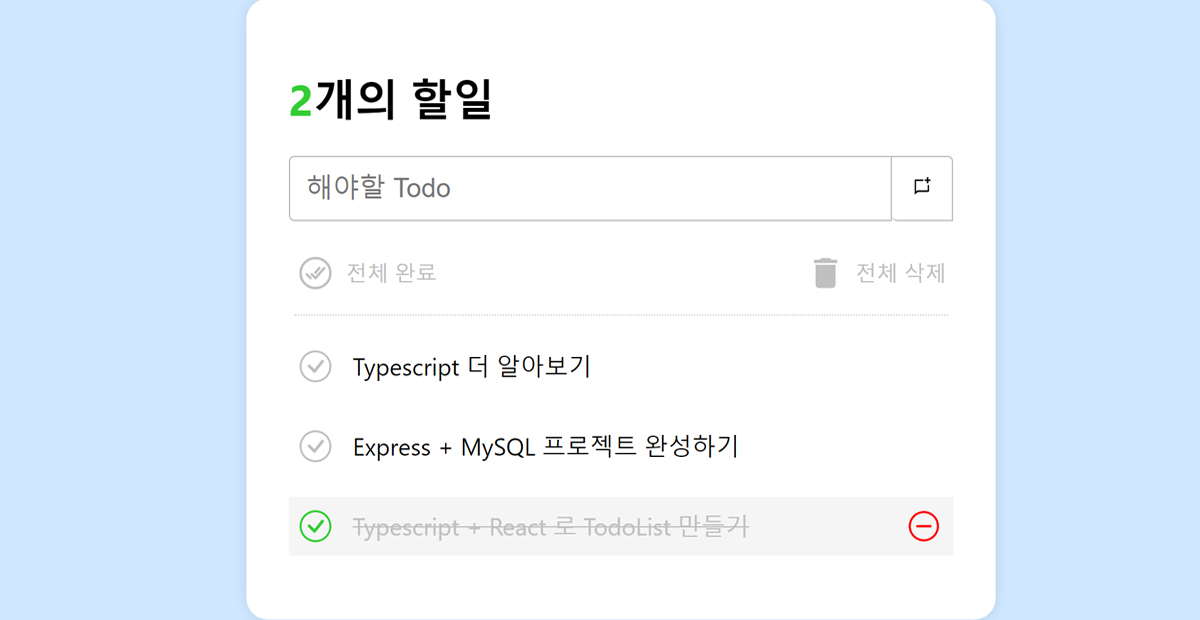 2개의 할일
해야할 Todo
전체 완료 전체 삭제
Typescript 더 알아보기
Express + MySQL 프로젝트 완성하기
Typescript + React 로 TodoList 만들기